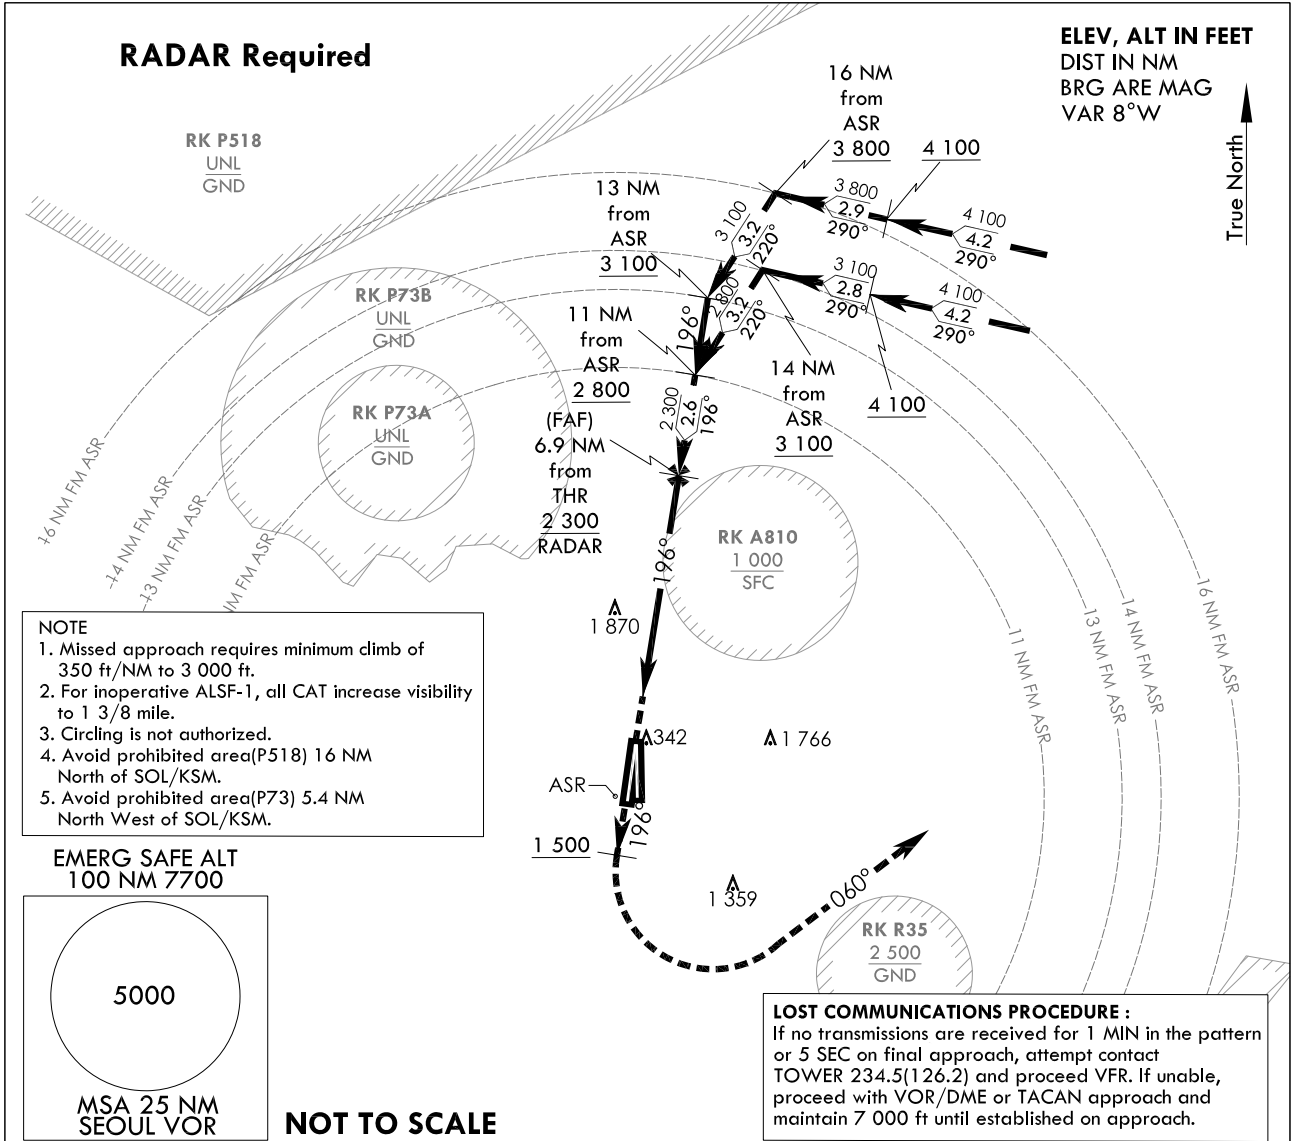 RADAR Required
ELEV, ALT IN FEET
DIST IN NM
BRG ARE MAG
VAR 8°W
True North
RK P518
UNL
GND
16 NM
from
ASR
3 800
4 100
3 800
2.9
290°
4 100
4.2
290°
13 NM
from
ASR
3 100
3 100
3.2
220°
3 100
2.8
290°
4 100
4.2
290°
4 100
2 800
3.2
220°
196°
14 NM
from
ASR
3 100
11 NM
from
ASR
2 800
2 300
2.6
196°
(FAF)
6.9 NM
from
THR
2 300
RADAR
RK P73B
UNL
GND
RK P73A
UNL
GND
RK A810
1 000
SFC
16 NM FM ASR
14 NM FM ASR
13 NM FM ASR
NM FM ASR
196°
1 870
342
1 766
ASR
196°
1 500
1 359
060°
11 NM FM ASR
13 NM FM ASR
14 NM FM ASR
16 NM FM ASR
RK R35
2 500
GND
NOTE
1. Missed approach requires minimum climb of
350 ft/NM to 3 000 ft.
2. For inoperative ALSF-1, all CAT increase visibility
to 1 3/8 mile.
3. Circling is not authorized.
4. Avoid prohibited area(P518) 16 NM
North of SOL/KSM.
5. Avoid prohibited area(P73) 5.4 NM
North West of SOL/KSM.
EMERG SAFE ALT
100 NM 7700
5000
MSA 25 NM
SEOUL VOR
NOT TO SCALE
LOST COMMUNICATIONS PROCEDURE :
If no transmissions are received for 1 MIN in the pattern
or 5 SEC on final approach, attempt contact
TOWER 234.5(126.2) and proceed VFR. If unable,
proceed with VOR/DME or TACAN approach and
maintain 7 000 ft until established on approach.